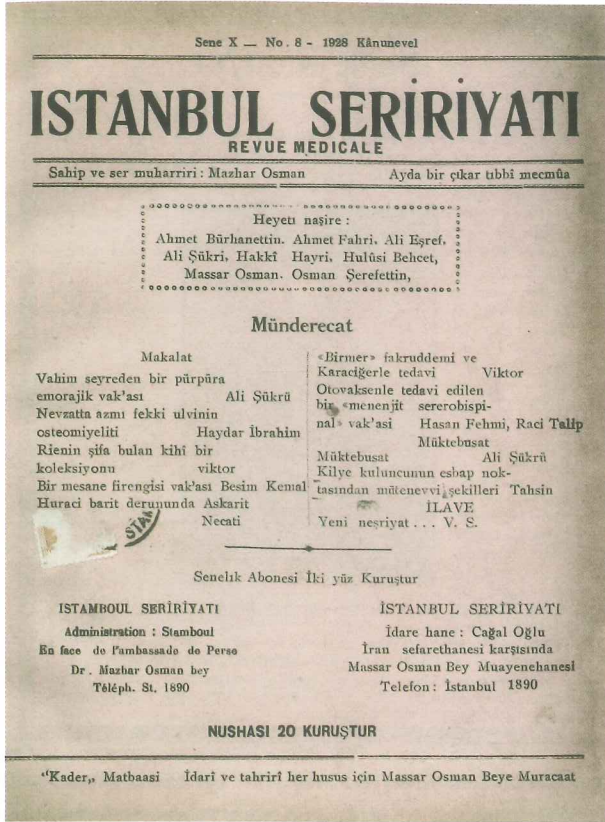 Sene X — No. 8 - 1928 Kânunevel
ISTANBUL SERİRİYATI
REVUE MEDICALE
Sahip ve ser muharriri : Mazhar Osman
Ayda bir çıkar tıbbî mecmûa
Heyeti naşire :
Ahmet Bürhanettin. Ahmet Fahri. Ali Eşref,
Ali Şükri, Hakkî Hayri, Hulûsi Behcet,
Massar Osman. Osman Şerefettin,
Münderecat
Makalat
Vahim seyreden bir pürpüra
emorajik vak'ası Ali Şükrü
Nevzatta azmı fekki ulvinin
osteomiyeliti Haydar İbrahim
Rienin şifa bulan kihî bir
koleksiyonu viktor
Bir mesane firengisi vak'ası Besim Kemal
Huraci barit derununda Askarit
Necati
STAN
«Birmer» fakruddemi ve
Karaciğerle tedavi Viktor
Otovaksenle tedavi edilen
bir «menenjit sererobispi-
nal» vak'asi Hasan Fehmi, Raci Talip
Müktebusat
Müktebusat Ali Şükrü
Kilye kuluncunun esbap nok-
tasından mütenevvi şekilleri Tahsin
İLAVE
Yeni neşriyat . . . V. S.
Senelik Abonesi İki yüz Kuruştur
ISTAMBOUL SERİRİYATI
Administration : Stamboul
En face de l'ambassade de Perse
Dr. Mazhar Osman bey
Téléph. St. 1890
İSTANBUL SERİRİYATI
İdare hane : Cağal Oğlu
İran sefarethanesi karşisında
Massar Osman Bey Muayenehanesi
Telefon : İstanbul 1890
NUSHASI 20 KURUŞTUR
"Kader„ Matbaasi İdarî ve tahrirî her husus için Massar Osman Beye Muracaat